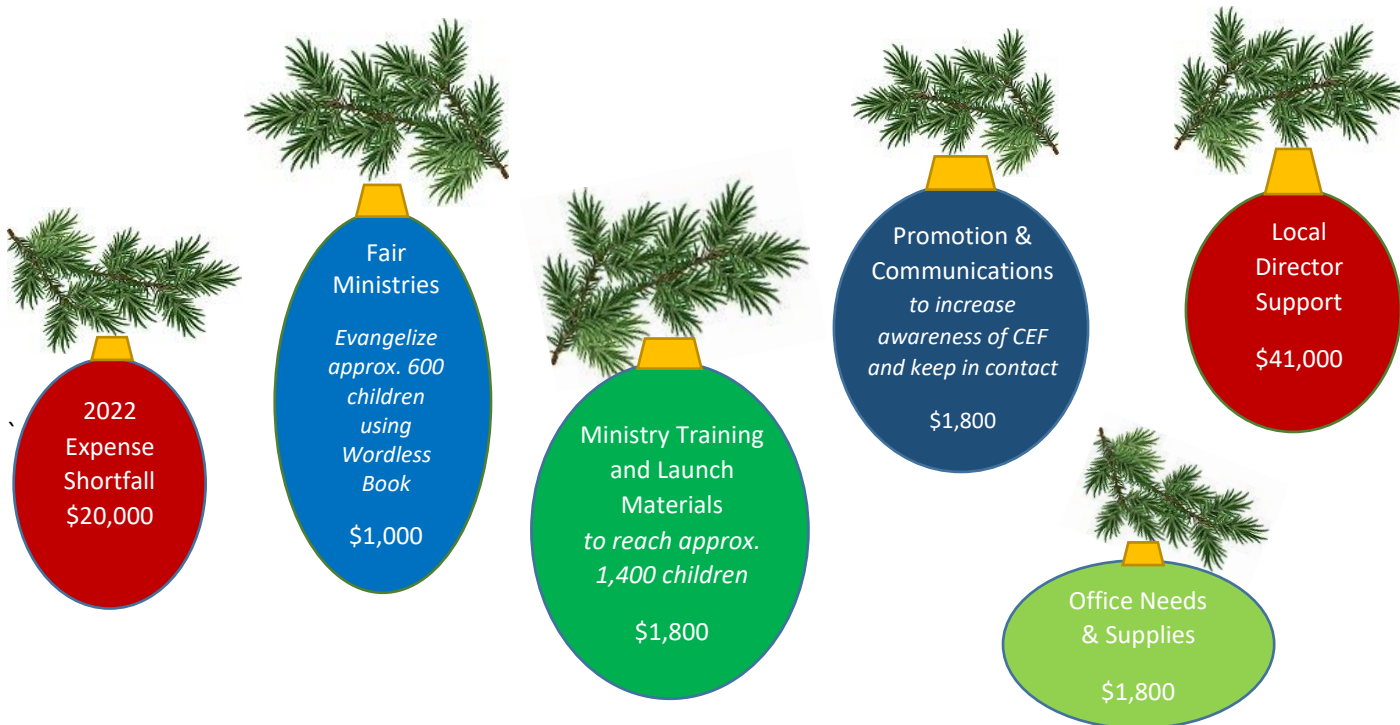 2022
Expense
Shortfall
$20,000
`
Fair
Ministries
Evangelize
approx. 600
children
using
Wordless
Book
$1,000
Ministry Training
and Launch
Materials
to reach approx.
1,400 children
$1,800
Promotion &
Communications
to increase
awareness of CEF
and keep in contact
$1,800
Local
Director
Support
$41,000
Office Needs
& Supplies
$1,800